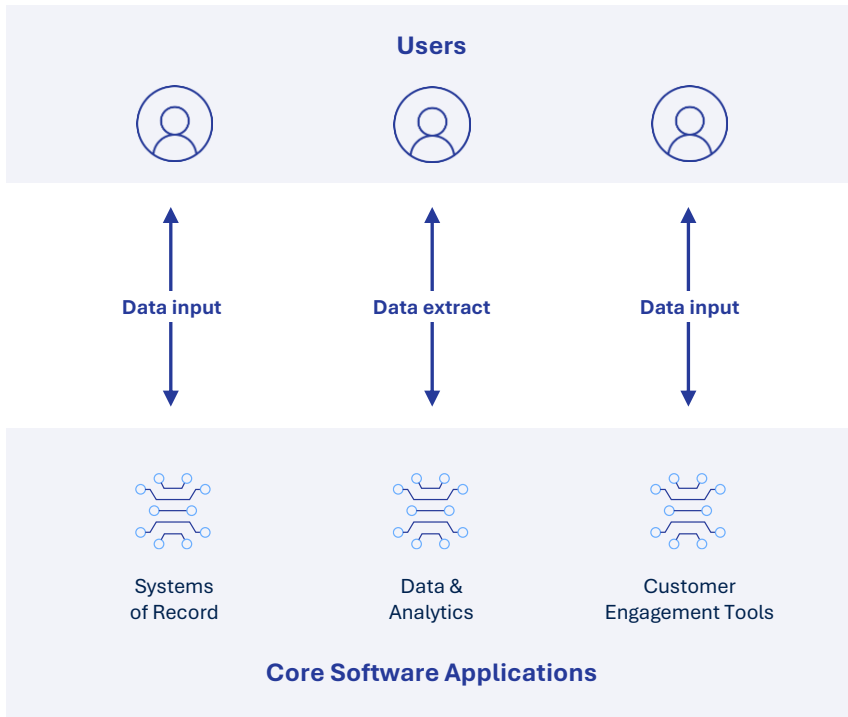 Users
Data input
Data extract
Data input
Systems
of Record
Data &
Analytics
Customer
Engagement Tools
Core Software Applications